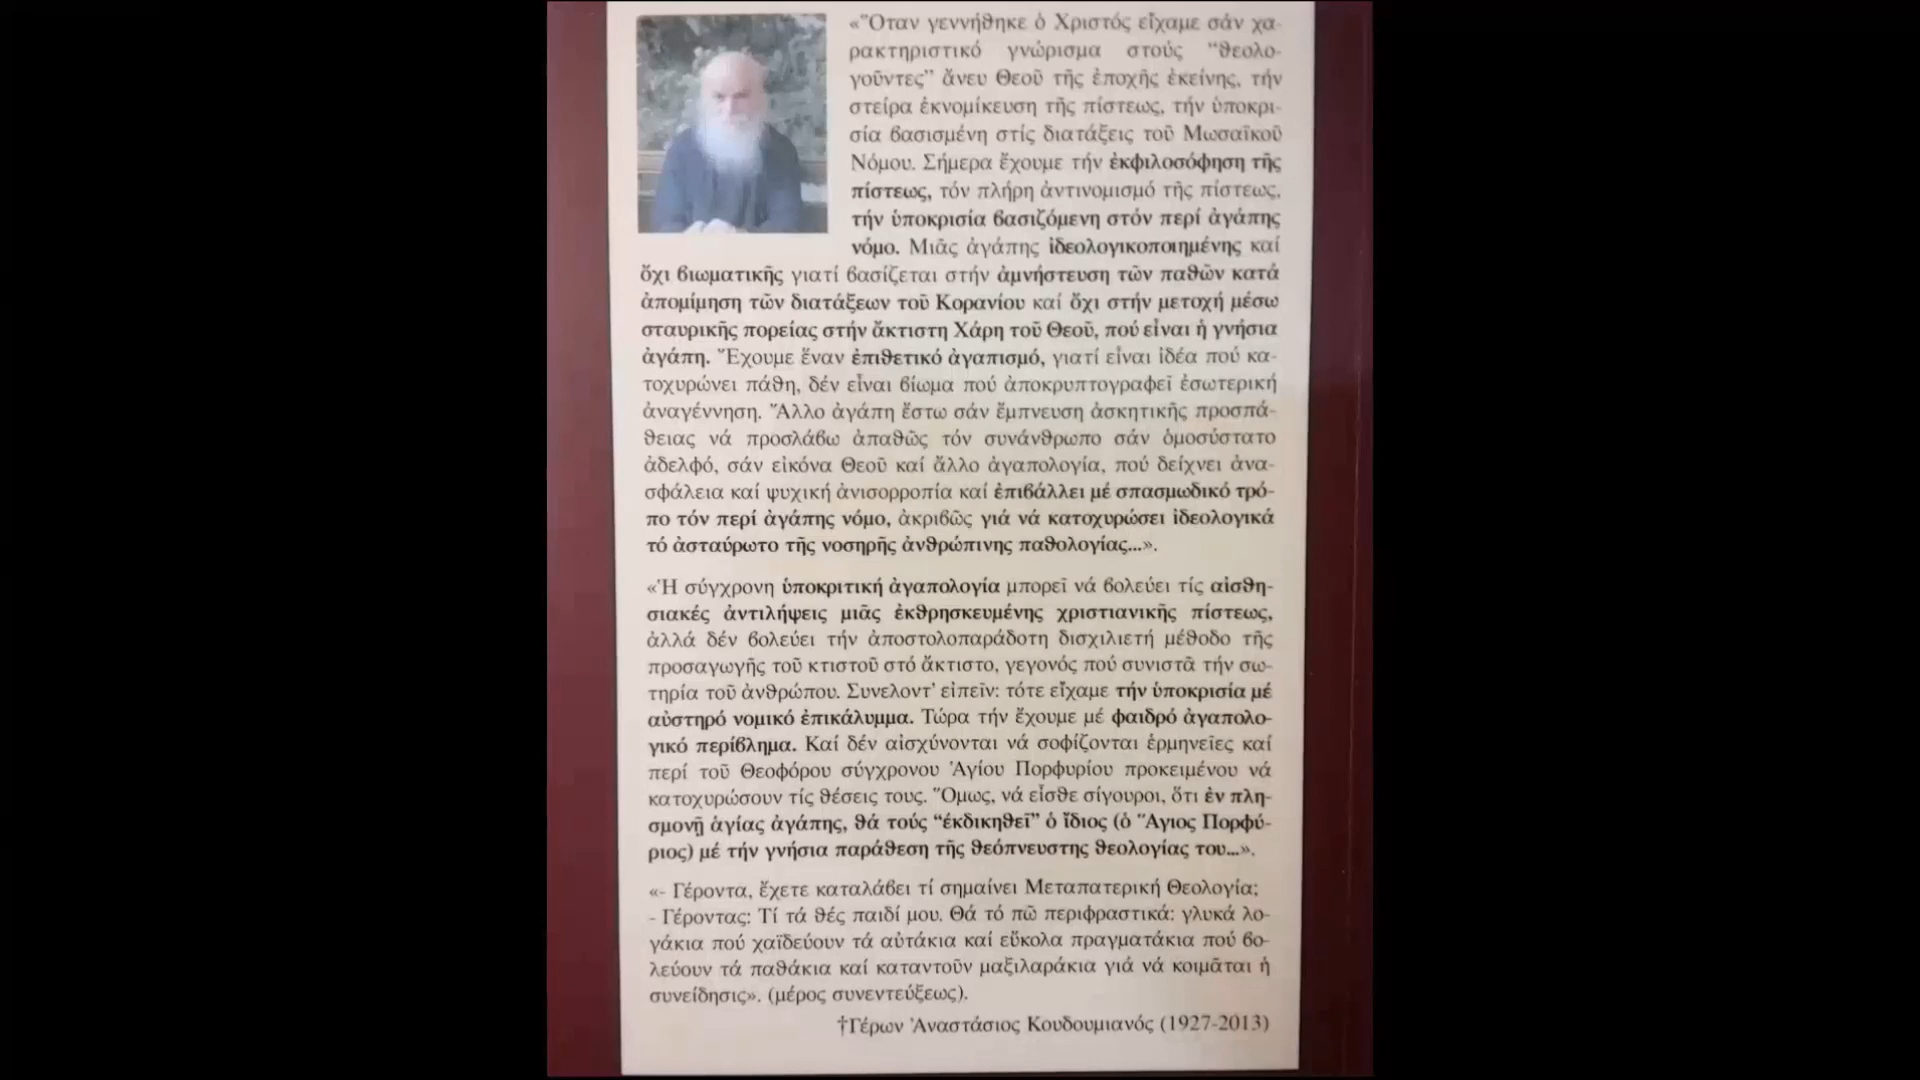 «Ὅταν γεννήθηκε ὁ Χριστός εἴχαμε σάν χα-
ρακτηριστικό γνώρισμα στούς “θεολο-
γοῦντες” ἄνευ Θεοῦ τῆς ἐποχῆς ἐκείνης, τήν
στείρα ἐκνομίκευση τῆς πίστεως, τήν ὑποκρι-
σία βασισμένη στίς διατάξεις τοῦ Μωσαϊκοῦ
Νόμου. Σήμερα ἔχουμε τήν ἐκφιλοσόφηση τῆς
πίστεως, τόν πλήρη ἀντινομισμό τῆς πίστεως,
τήν ὑποκρισία βασιζόμενη στόν περί ἀγάπης
νόμο. Μιᾶς ἀγάπης ἰδεολογικοποιημένης καί
ὄχι βιωματικῆς γιατί βασίζεται στήν ἀμνήστευση τῶν παθῶν κατά
ἀπομίμηση τῶν διατάξεων τοῦ Κορανίου καί ὄχι στήν μετοχή μέσω
σταυρικῆς πορείας στήν ἄκτιστη Χάρη τοῦ Θεοῦ, πού εἶναι ἡ γνήσια
ἀγάπη. Ἔχουμε ἕναν ἐπιθετικό ἀγαπισμό, γιατί εἶναι ἰδέα πού κα-
τοχυρώνει πάθη, δέν εἶναι βίωμα πού ἀποκρυπτογραφεῖ ἐσωτερική
ἀναγέννηση. Ἄλλο ἀγάπη ἔστω σάν ἔμπνευση ἀσκητικῆς προσπά-
θειας νά προσλάβω ἀπαθῶς τόν συνάνθρωπο σάν ὁμοούστατο
ἀδελφό, σάν εἰκόνα Θεοῦ καί ἄλλο ἀγαπολογία, πού δείχνει ἀνα-
σφάλεια καί ψυχική ἀνισορροπία καί ἐπιβάλλει μέ σπασμωδικό τρό-
πο τόν περί ἀγάπης νόμο, ἀκριβῶς γιά νά κατοχυρώσει ἰδεολογικά
τό ἀσταύρωτο τῆς νοσηρῆς ἀνθρώπινης παθολογίας...».
«Ἡ σύγχρονη ὑποκριτική ἀγαπολογία μπορεῖ νά βολεύει τίς αἰσθη-
σιακές ἀντιλήψεις μιᾶς ἐκθρησκευμένης χριστιανικῆς πίστεως,
ἀλλά δέν βολεύει τήν ἀποστολοπαράδοτη δισχιλιετή μέθοδο τῆς
προσαγωγῆς τοῦ κτιστοῦ στό ἄκτιστο, γεγονός πού συνιστᾶ τήν σω-
τηρία τοῦ ἀνθρώπου. Συνελοντ’ εἰπεῖν: τότε εἴχαμε τήν ὑποκρισία μέ
αὐστηρό νομικό ἐπικάλυμμα. Τώρα τήν ἔχουμε μέ φαιδρό ἀγαπολο-
γικό περίβλημα. Καί δέν αἰσχύνονται νά σοφίζονται ἑρμηνεῖες καί
περί τοῦ Θεοφόρου σύγχρονου Ἁγίου Πορφυρίου προκειμένου νά
κατοχυρώσουν τίς θέσεις τους. Ὅμως, νά εἶσθε σίγουροι, ὅτι ἐν πλη-
σμονῇ ἁγίας ἀγάπης, θά τούς “ἐκδικηθεῖ” ὁ ἴδιος (ὁ Ἅγιος Πορφύ-
ριος) μέ τήν γνήσια παράθεση τῆς θεόπνευστης θεολογίας του...».
«- Γέροντα, ἔχετε καταλάβει τί σημαίνει Μεταπατερική Θεολογία;
- Γέροντας: Τί τά θές παιδί μου. Θά τό πῶ περιφραστικά: γλυκά λο-
γάκια πού χαϊδεύουν τά αὐτάκια καί εὔκολα πραγματάκια πού βο-
λεύουν τά παθάκια καί καταντοῦν μαξιλαράκια γιά νά κοιμᾶται ἡ
συνείδησις». (μέρος συνεντεύξεως).
†Γέρων Ἀναστάσιος Κουδουμιανός (1927-2013)